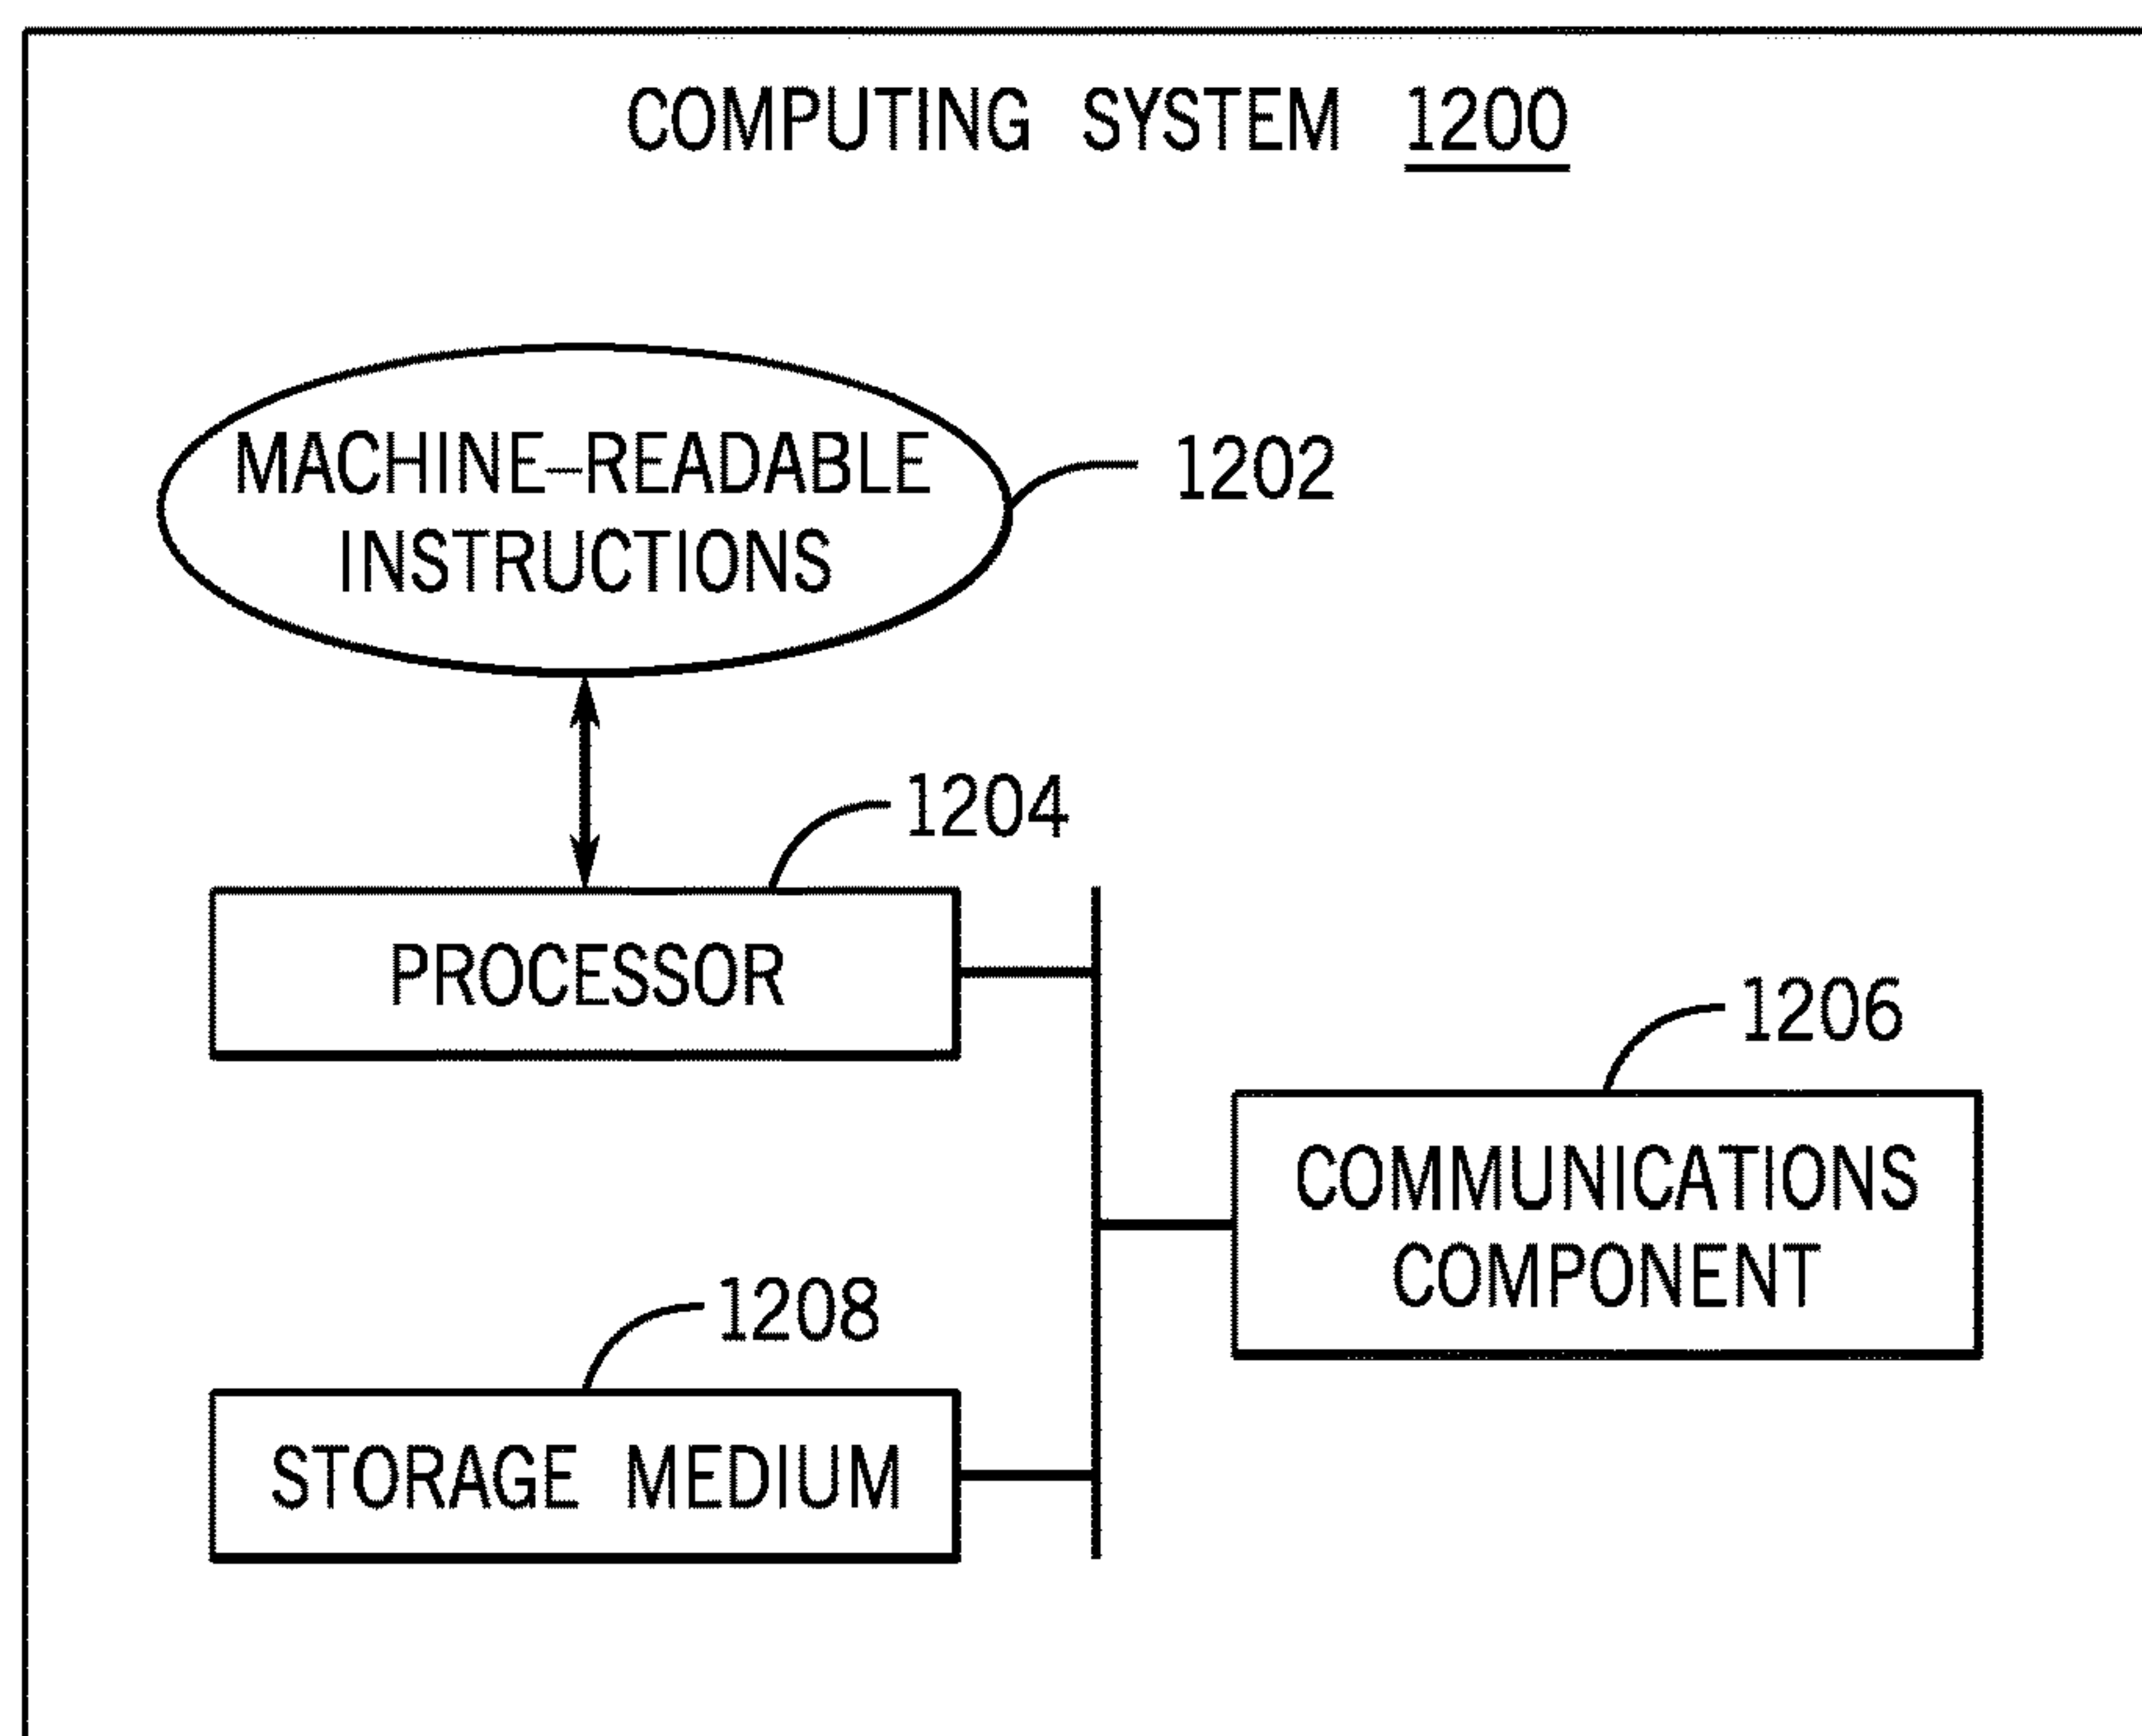 COMPUTING SYSTEM 1200
MACHINE-READABLE
INSTRUCTIONS
1202
1204
PROCESSOR
1206
COMMUNICATIONS
COMPONENT
1208
STORAGE MEDIUM